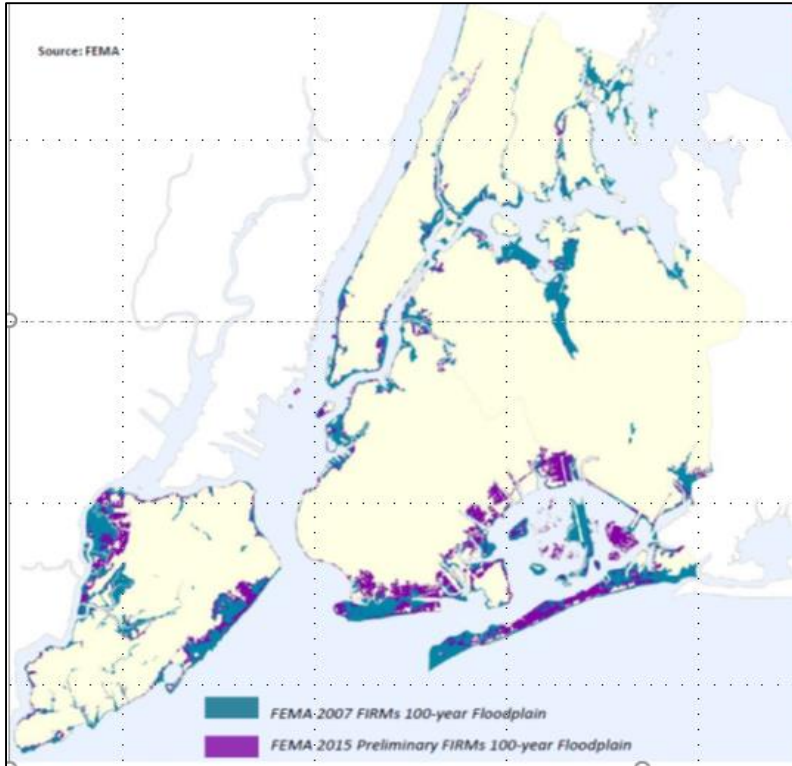 Source: FEMA
FEMA 2007 FIRMs 100-year Floodplain
FEMA 2015 Preliminary FIRMs 100-year Floodplain